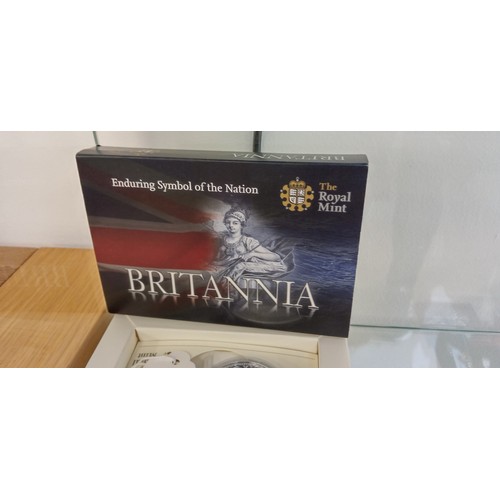 BRITANNIA
Enduring Symbol of the Nation
The
Royal
Mint
BRITANNIA